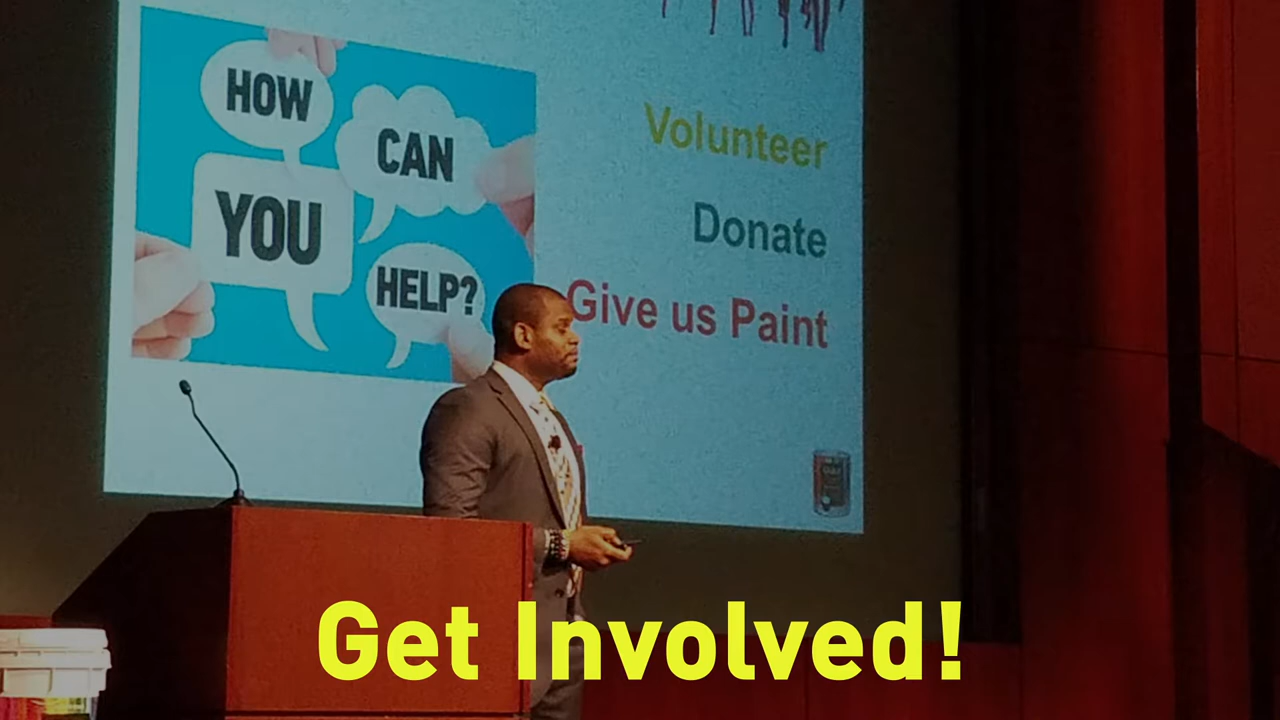 HOW
CAN
YOU
HELP?
Volunteer
Donate
Give us Paint
Get Involved!